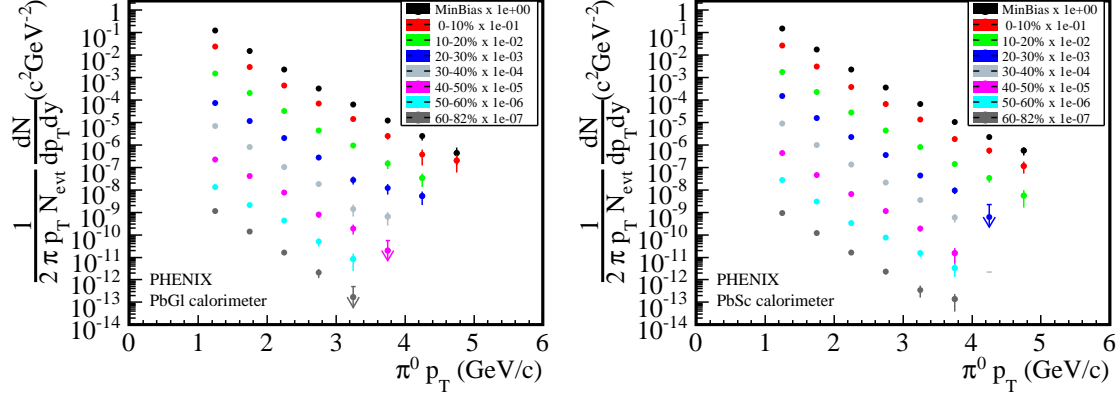 1
10⁻¹
10⁻²
10⁻³
10⁻⁴
10⁻⁵
10⁻⁶
10⁻⁷
10⁻⁸
10⁻⁹
10⁻¹⁰
10⁻¹¹
10⁻¹²
10⁻¹³
10⁻¹⁴
1 / 2 π p_T N_evt dN / dp_T dy (c²GeV⁻²)
MinBias x 1e+00
0-10% x 1e-01
10-20% x 1e-02
20-30% x 1e-03
30-40% x 1e-04
40-50% x 1e-05
50-60% x 1e-06
60-82% x 1e-07
PHENIX
PbGl calorimeter
0 1 2 3 4 5 6
π⁰ p_T (GeV/c)
1
10⁻¹
10⁻²
10⁻³
10⁻⁴
10⁻⁵
10⁻⁶
10⁻⁷
10⁻⁸
10⁻⁹
10⁻¹⁰
10⁻¹¹
10⁻¹²
10⁻¹³
10⁻¹⁴
1 / 2 π p_T N_evt dN / dp_T dy (c²GeV⁻²)
MinBias x 1e+00
0-10% x 1e-01
10-20% x 1e-02
20-30% x 1e-03
30-40% x 1e-04
40-50% x 1e-05
50-60% x 1e-06
60-82% x 1e-07
PHENIX
PbSc calorimeter
0 1 2 3 4 5 6
π⁰ p_T (GeV/c)